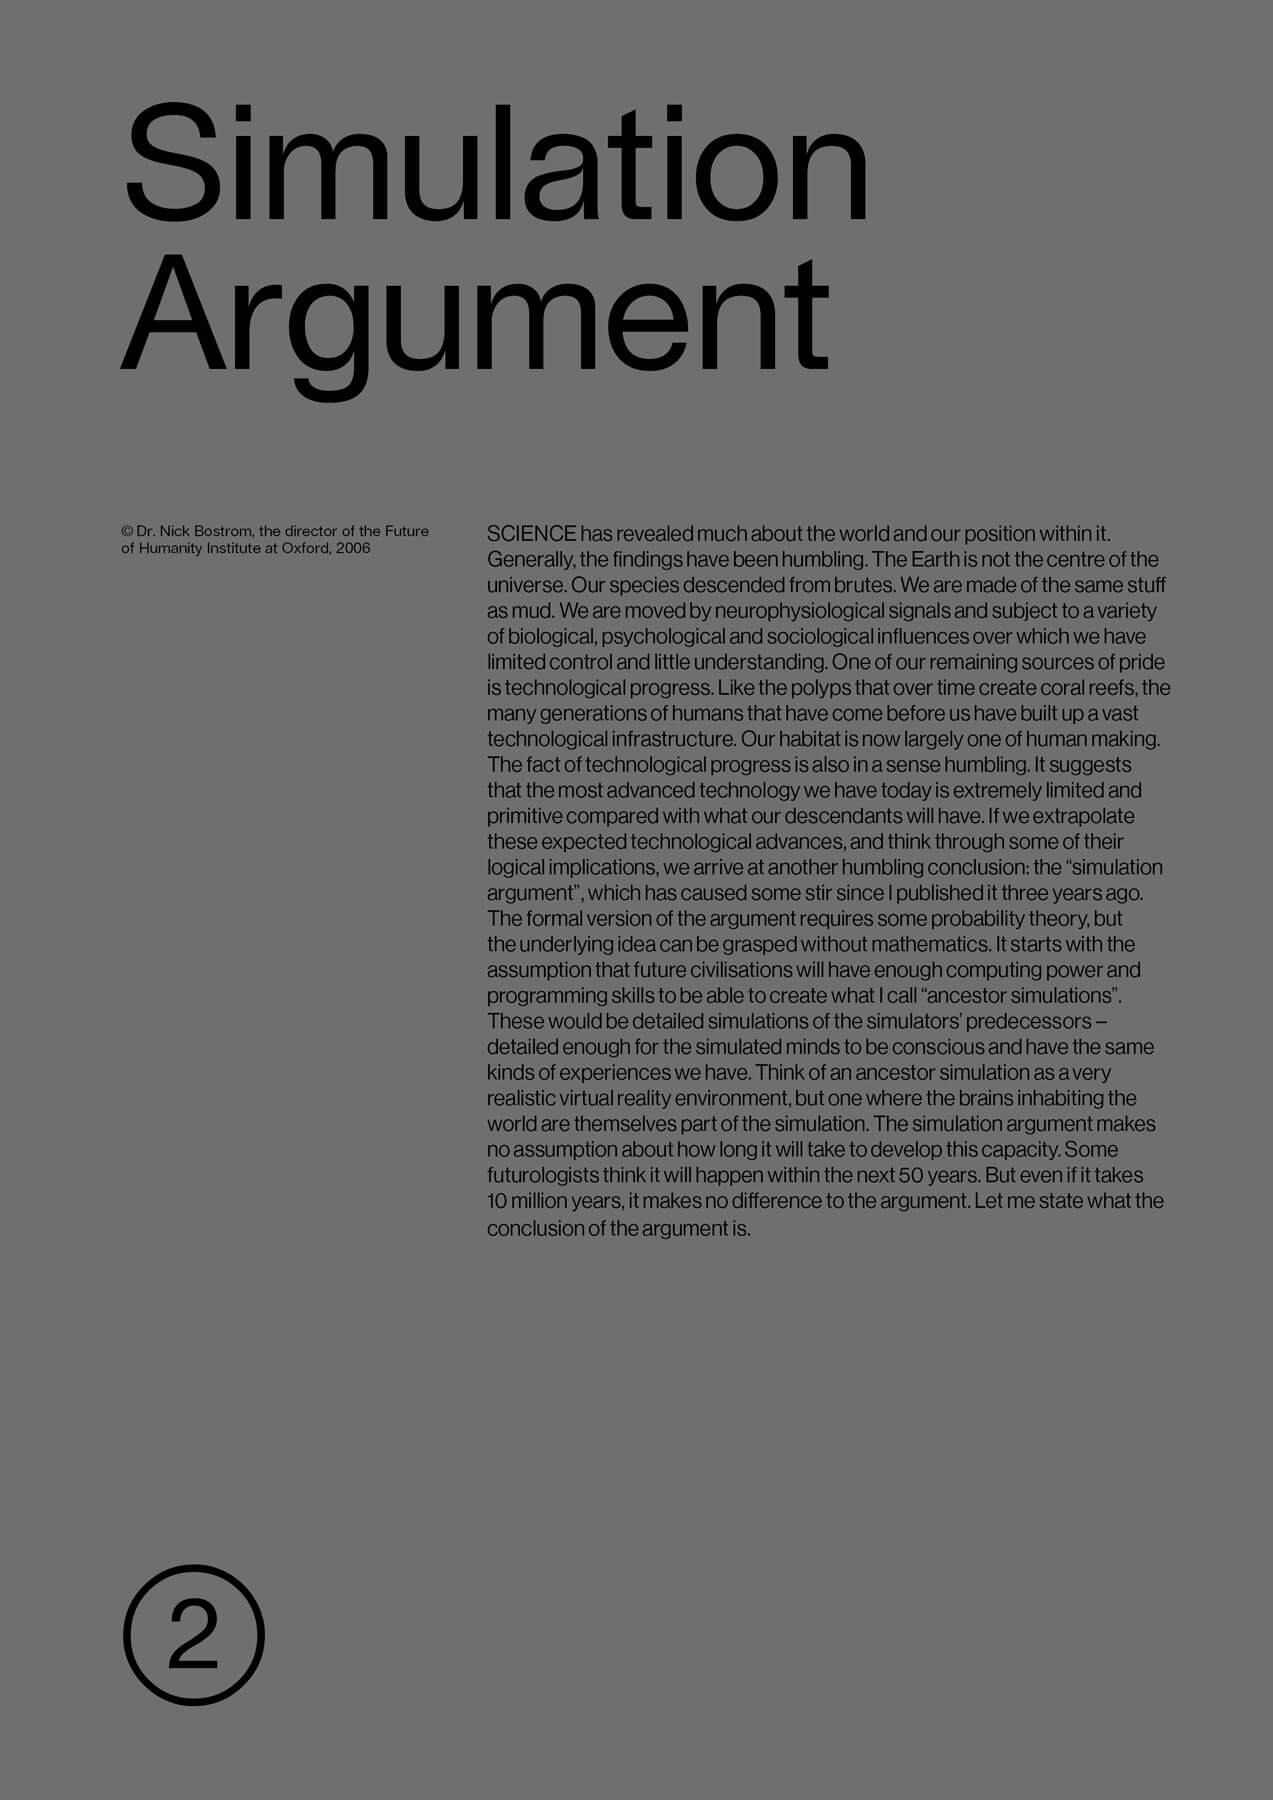 Simulation
Argument
© Dr. Nick Bostrom, the director of the Future
of Humanity Institute at Oxford, 2006
SCIENCE has revealed much about the world and our position within it.
Generally, the findings have been humbling. The Earth is not the centre of the
universe. Our species descended from brutes. We are made of the same stuff
as mud. We are moved by neurophysiological signals and subject to a variety
of biological, psychological and sociological influences over which we have
limited control and little understanding. One of our remaining sources of pride
is technological progress. Like the polyps that over time create coral reefs, the
many generations of humans that have come before us have built up a vast
technological infrastructure. Our habitat is now largely one of human making.
The fact of technological progress is also in a sense humbling. It suggests
that the most advanced technology we have today is extremely limited and
primitive compared with what our descendants will have. If we extrapolate
these expected technological advances, and think through some of their
logical implications, we arrive at another humbling conclusion: the “simulation
argument”, which has caused some stir since I published it three years ago.
The formal version of the argument requires some probability theory, but
the underlying idea can be grasped without mathematics. It starts with the
assumption that future civilisations will have enough computing power and
programming skills to be able to create what I call “ancestor simulations”.
These would be detailed simulations of the simulators’ predecessors –
detailed enough for the simulated minds to be conscious and have the same
kinds of experiences we have. Think of an ancestor simulation as a very
realistic virtual reality environment, but one where the brains inhabiting the
world are themselves part of the simulation. The simulation argument makes
no assumption about how long it will take to develop this capacity. Some
futurologists think it will happen within the next 50 years. But even if it takes
10 million years, it makes no difference to the argument. Let me state what the
conclusion of the argument is.
2